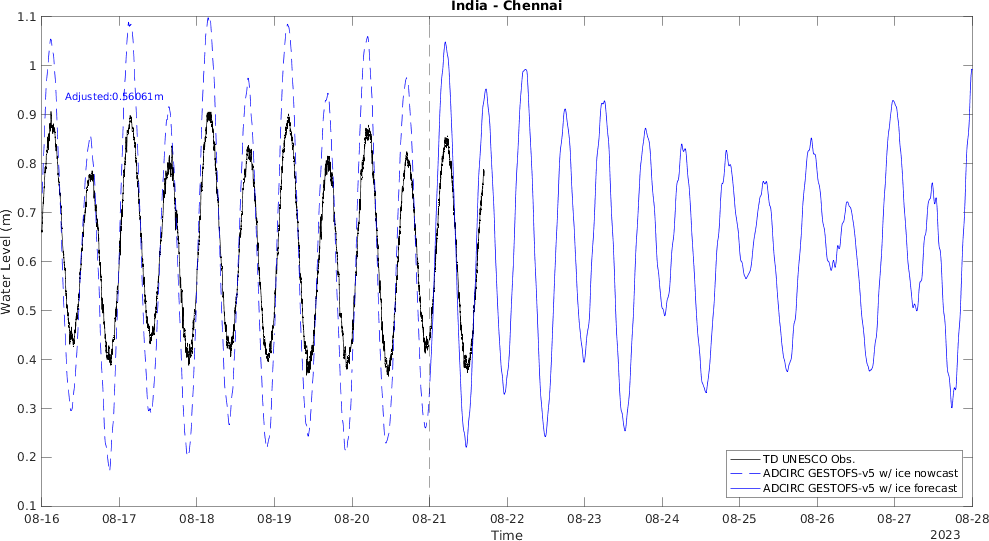 India - Chennai
Water Level (m)
1.1
1
0.9
0.8
0.7
0.6
0.5
0.4
0.3
0.2
0.1
Adjusted:0.56061m
TD UNESCO Obs.
ADCIRC GESTOFS-v5 w/ ice nowcast
ADCIRC GESTOFS-v5 w/ ice forecast
08-16 08-17 08-18 08-19 08-20 08-21 08-22 08-23 08-24 08-25 08-26 08-27 08-28
Time
2023